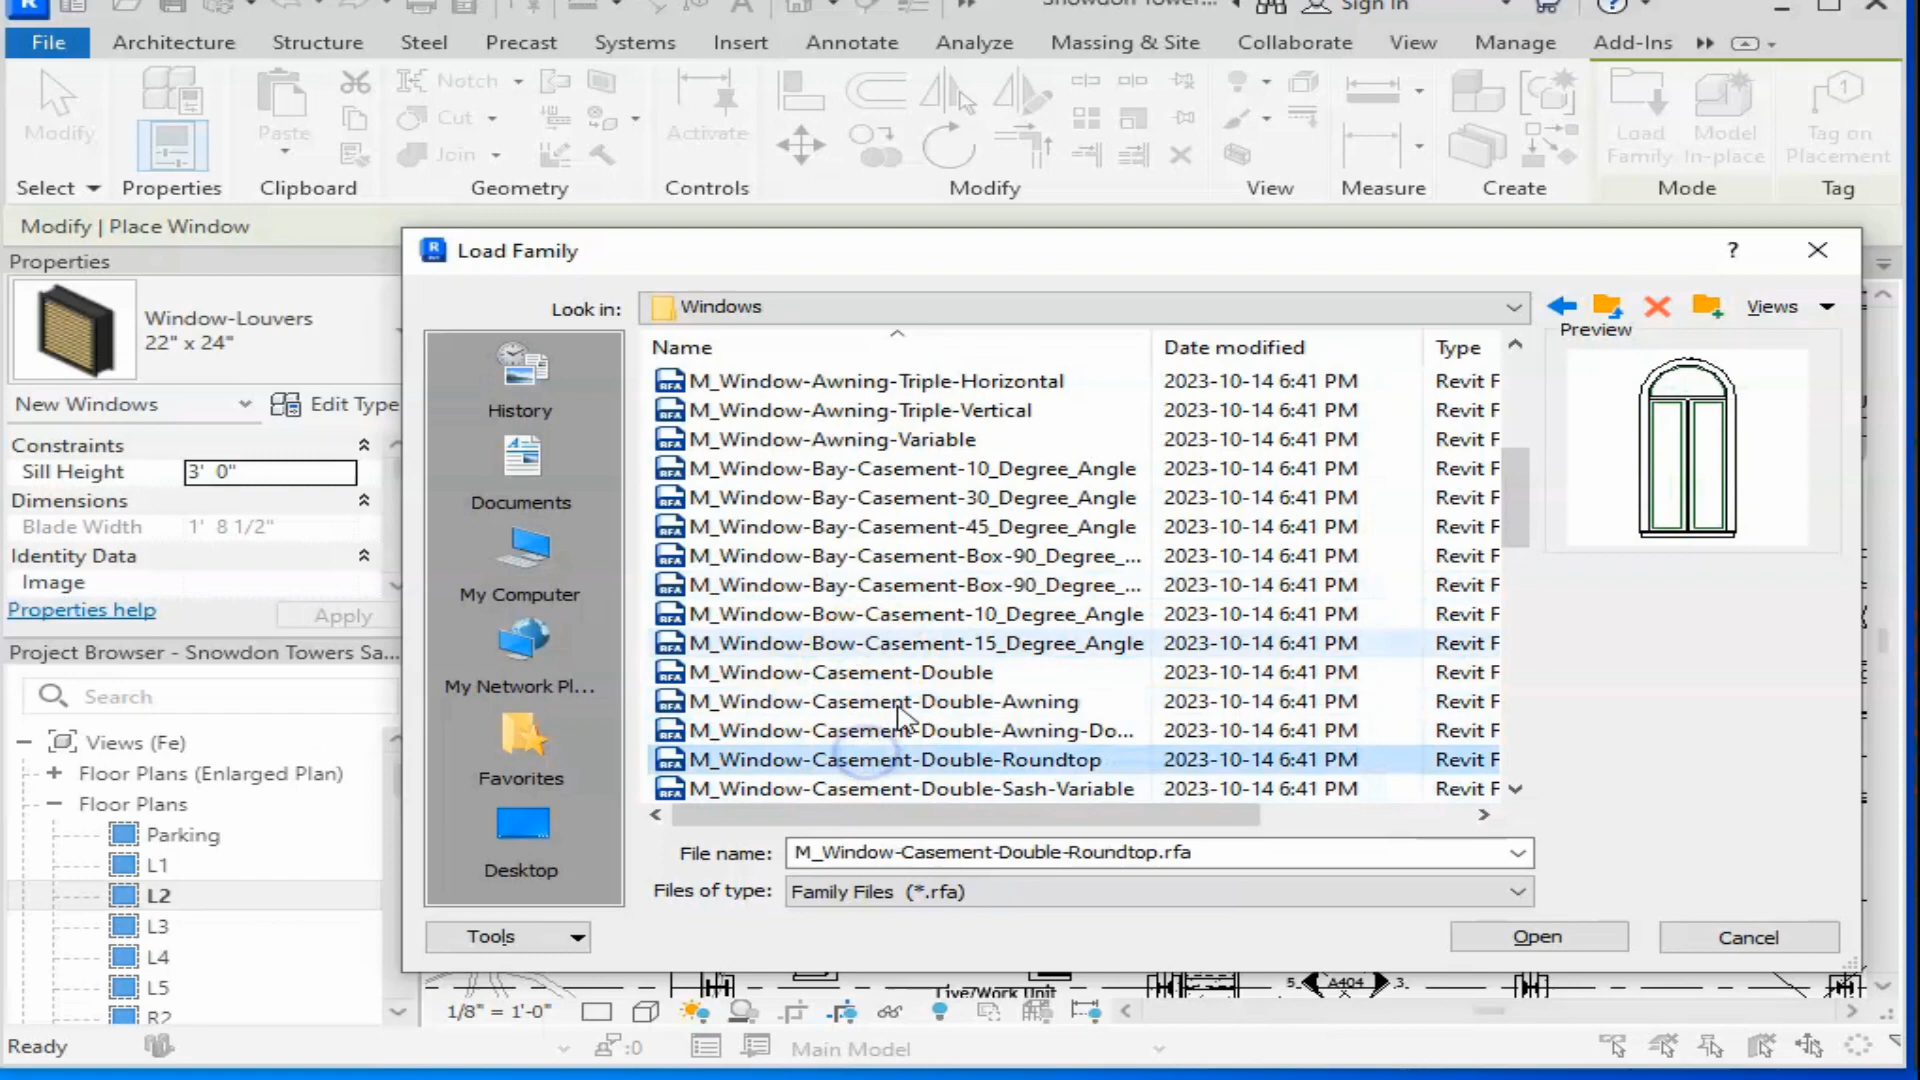 Sign In
File Architecture Structure Steel Precast Systems Insert Annotate Analyze Massing & Site Collaborate View Manage Add-Ins
Modify Paste Notch Cut Join Activate Load Family Model In-place Tag on Placement
Select Properties Clipboard Geometry Controls Modify View Measure Create Mode Tag
Modify | Place Window
Properties
Window-Louvers
22" x 24"
New Windows Edit Type
Constraints
Sill Height 3' 0"
Dimensions
Blade Width 1' 8 1/2"
Identity Data
Image
Properties help Apply
Project Browser - Snowdon Towers Sa...
Search
Views (Fe)
Floor Plans (Enlarged Plan)
Floor Plans
Parking
L1
L2
L3
L4
L5
R2
Load Family ?
Look in: Windows Views
Preview
History
Documents
My Computer
My Network Pl...
Favorites
Desktop
Name Date modified Type
M_Window-Awning-Triple-Horizontal 2023-10-14 6:41 PM Revit F
M_Window-Awning-Triple-Vertical 2023-10-14 6:41 PM Revit F
M_Window-Awning-Variable 2023-10-14 6:41 PM Revit F
M_Window-Bay-Casement-10_Degree_Angle 2023-10-14 6:41 PM Revit F
M_Window-Bay-Casement-30_Degree_Angle 2023-10-14 6:41 PM Revit F
M_Window-Bay-Casement-45_Degree_Angle 2023-10-14 6:41 PM Revit F
M_Window-Bay-Casement-Box-90_Degree_... 2023-10-14 6:41 PM Revit F
M_Window-Bay-Casement-Box-90_Degree_... 2023-10-14 6:41 PM Revit F
M_Window-Bow-Casement-10_Degree_Angle 2023-10-14 6:41 PM Revit F
M_Window-Bow-Casement-15_Degree_Angle 2023-10-14 6:41 PM Revit F
M_Window-Casement-Double 2023-10-14 6:41 PM Revit F
M_Window-Casement-Double-Awning 2023-10-14 6:41 PM Revit F
M_Window-Casement-Double-Awning-Do... 2023-10-14 6:41 PM Revit F
M_Window-Casement-Double-Roundtop 2023-10-14 6:41 PM Revit F
M_Window-Casement-Double-Sash-Variable 2023-10-14 6:41 PM Revit F
File name: M_Window-Casement-Double-Roundtop.rfa
Files of type: Family Files (*.rfa)
Tools Open Cancel
Live/Work Unit 5 A404 3
1/8" = 1'-0"
Ready :0 Main Model